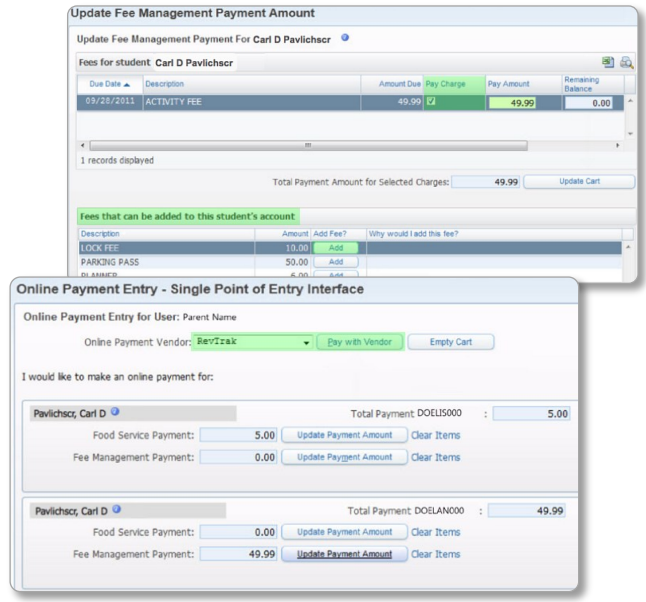 Update Fee Management Payment Amount
Update Fee Management Payment For Carl D Pavlichscr
Fees for student Carl D Pavlichscr
Due Date Description Amount Due Pay Charge Pay Amount Remaining Balance
09/28/2011 ACTIVITY FEE 49.99 49.99 0.00
1 records displayed
Total Payment Amount for Selected Charges: 49.99 Update Cart
Fees that can be added to this student's account
Description Amount Add Fee? Why would I add this fee?
LOCK FEE 10.00 Add
PARKING PASS 50.00 Add
PLANNER 6.00 Add
Online Payment Entry - Single Point of Entry Interface
Online Payment Entry for User: Parent Name
Online Payment Vendor: RevTrak Pay with Vendor Empty Cart
I would like to make an online payment for:
Pavlichscr, Carl D Total Payment DOELIS000 : 5.00
Food Service Payment: 5.00 Update Payment Amount Clear Items
Fee Management Payment: 0.00 Update Payment Amount Clear Items
Pavlichscr, Carl D Total Payment DOELAN000 : 49.99
Food Service Payment: 0.00 Update Payment Amount Clear Items
Fee Management Payment: 49.99 Update Payment Amount Clear Items